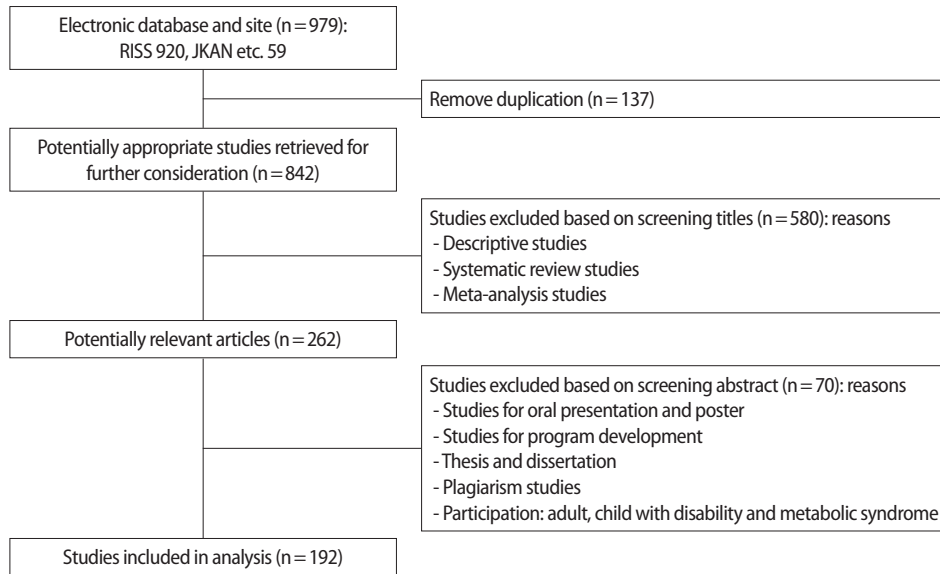 Electronic database and site (n=979):
RISS 920, JKAN etc. 59
Remove duplication (n=137)
Potentially appropriate studies retrieved for
further consideration (n=842)
Studies excluded based on screening titles (n=580): reasons
- Descriptive studies
- Systematic review studies
- Meta-analysis studies
Potentially relevant articles (n=262)
Studies excluded based on screening abstract (n=70): reasons
- Studies for oral presentation and poster
- Studies for program development
- Thesis and dissertation
- Plagiarism studies
- Participation: adult, child with disability and metabolic syndrome
Studies included in analysis (n=192)